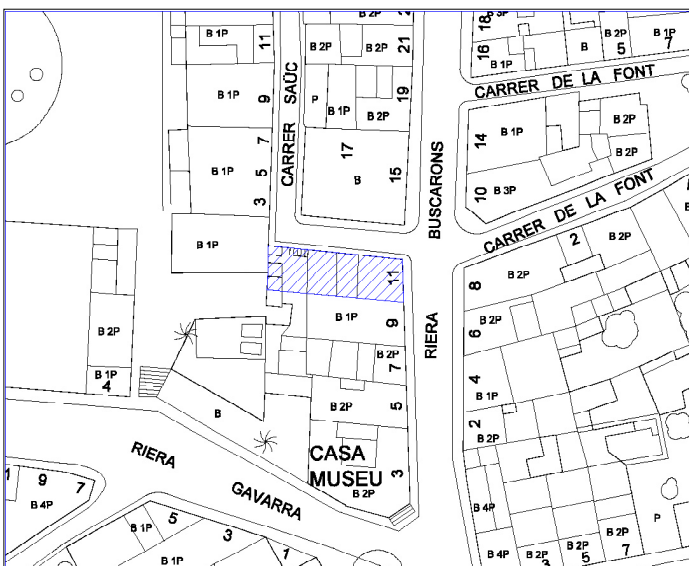 B 1P
11
B 2P
B 2P
21
B 2P
2
18
B 3P
16
B 1P
B
B 2P
5
B 1P
7
CARRER DE LA FONT
B 1P
9
CARRER SAÜC
P
B 1P
B 2P
19
14
B 1P
B 2P
B 2P
7
B 1P
5
3
17
B
15
BUSCARONS
10
B 3P
CARRER DE LA FONT
B 1P
2
B 2P
8
B 2P
11
B 2P
B 1P
9
RIERA
6
B 2P
B 1P
4
B 2P
7
4
B 1P
B
B 2P
5
2
B 2P
RIERA
CASA
MUSEU
3
B 2P
GAVARRA
1
9
7
B 4P
B 1P
5
3
B 1P
1
B 4P
B 4P
B 2P
3
B 2P
5
B 2P
7
P